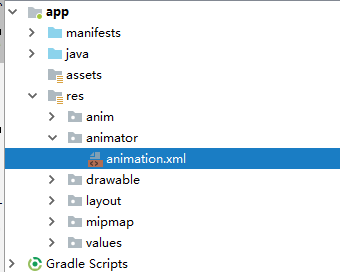 app
manifests
java
assets
res
anim
animator
animation.xml
drawable
layout
mipmap
values
Gradle Scripts